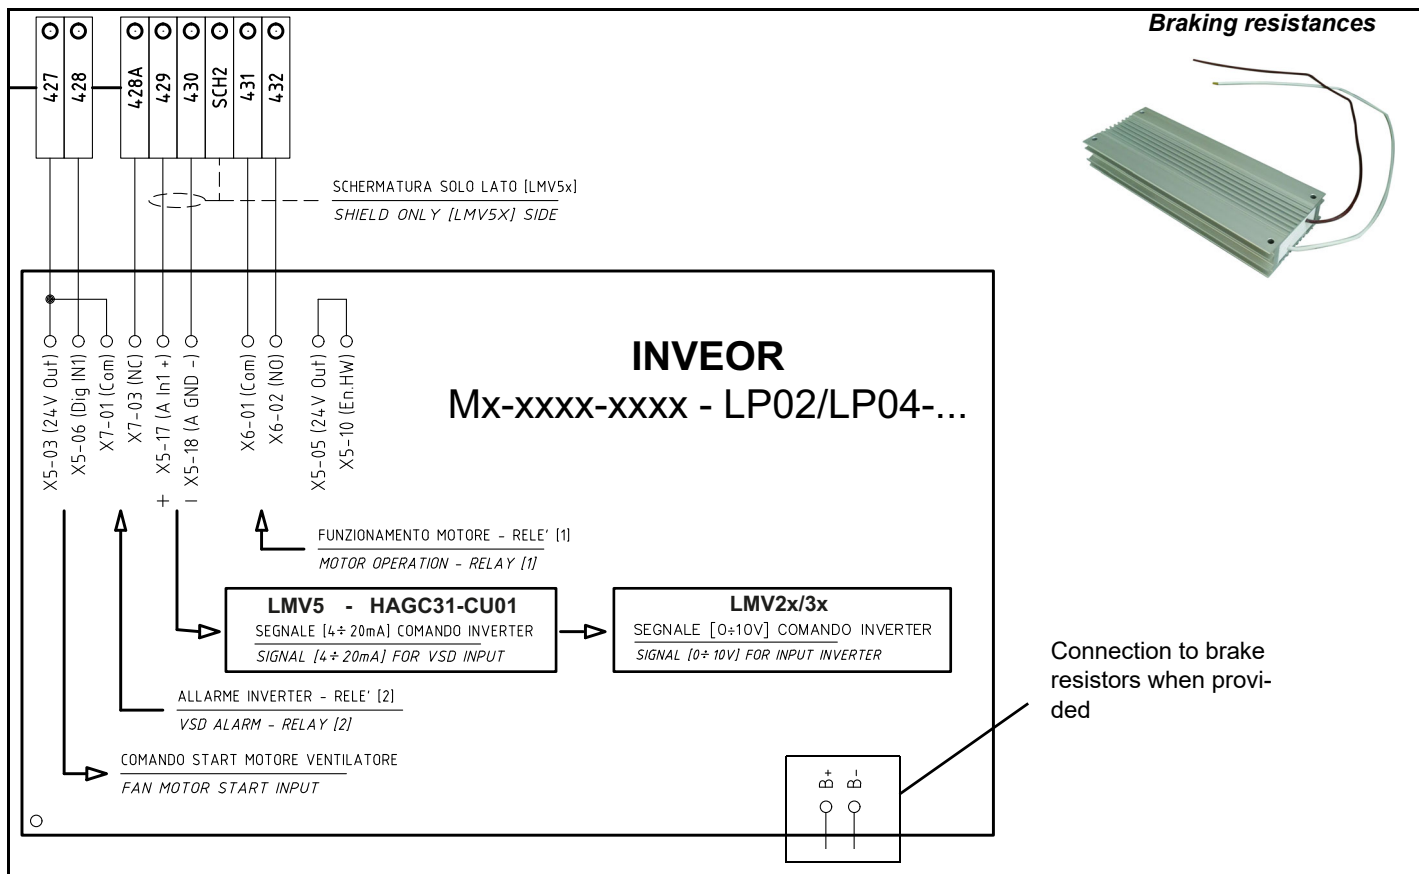 Braking resistances
427
428
428A
429
430
SCH2
431
432
SCHERMATURA SOLO LATO [LMV5x]
SHIELD ONLY [LMV5X] SIDE
X5-03 (24V Out)
X5-06 (Dig IN1)
X7-01 (Com)
X7-03 (NC)
+ X5-17 (A In1 +)
- X5-18 (A GND -)
X6-01 (Com)
X6-02 (NO)
X5-05 (24V Out)
X5-10 (En.HW)
INVEOR
Mx-xxxx-xxxx - LP02/LP04-...
FUNZIONAMENTO MOTORE - RELE' [1]
MOTOR OPERATION - RELAY [1]
LMV5 - HAGC31-CU01
SEGNALE [4÷20mA] COMANDO INVERTER
SIGNAL [4÷20mA] FOR VSD INPUT
LMV2x/3x
SEGNALE [0÷10V] COMANDO INVERTER
SIGNAL [0÷10V] FOR INPUT INVERTER
ALLARME INVERTER - RELE' [2]
VSD ALARM - RELAY [2]
COMANDO START MOTORE VENTILATORE
FAN MOTOR START INPUT
B+
B-
Connection to brake
resistors when provi-
ded